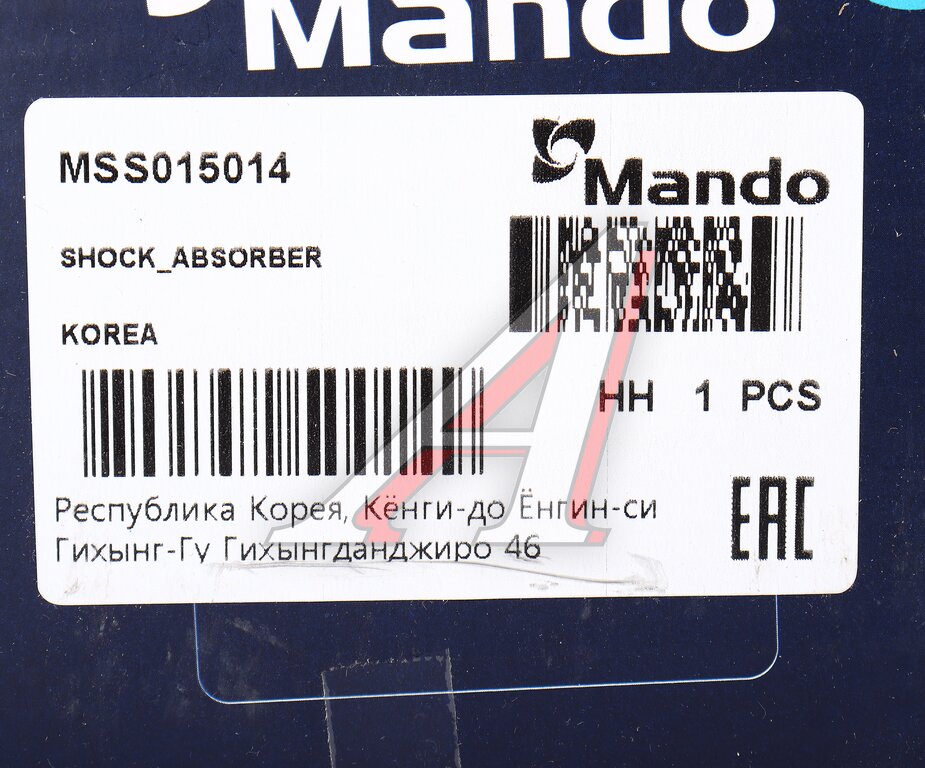 Mando
MSS015014
Mando
SHOCK_ABSORBER
KOREA
HH 1 PCS
Республика Корея, Кёнги-до Ёнгин-си
Гихынг-Гу Гихынгданджиро 46
EAC